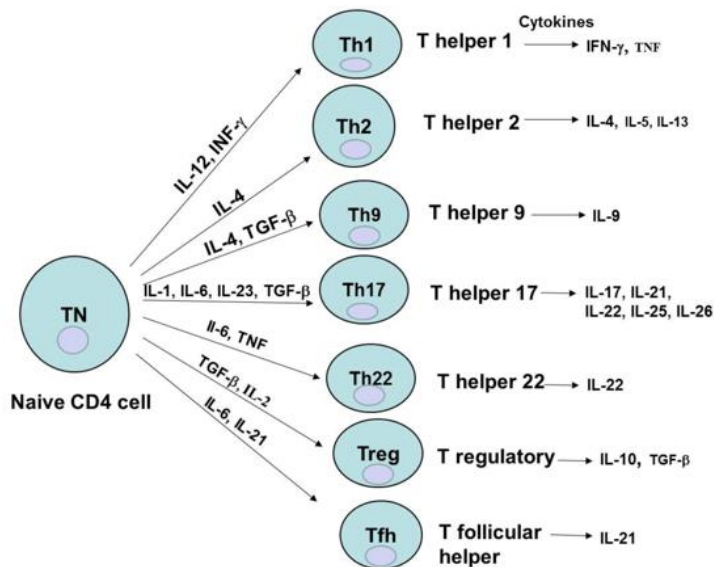 Cytokines
Th1
T helper 1
IFN-γ, TNF
IL-12, INF-γ
Th2
T helper 2
IL-4, IL-5, IL-13
IL-4
Th9
T helper 9
IL-9
IL-4, TGF-β
IL-1, IL-6, IL-23, TGF-β
Th17
T helper 17
IL-17, IL-21,
IL-22, IL-25, IL-26
TN
Naive CD4 cell
Il-6, TNF
Th22
T helper 22
IL-22
TGF-β, IL-2
Treg
T regulatory
IL-10, TGF-β
IL-6, IL-21
Tfh
T follicular
helper
IL-21